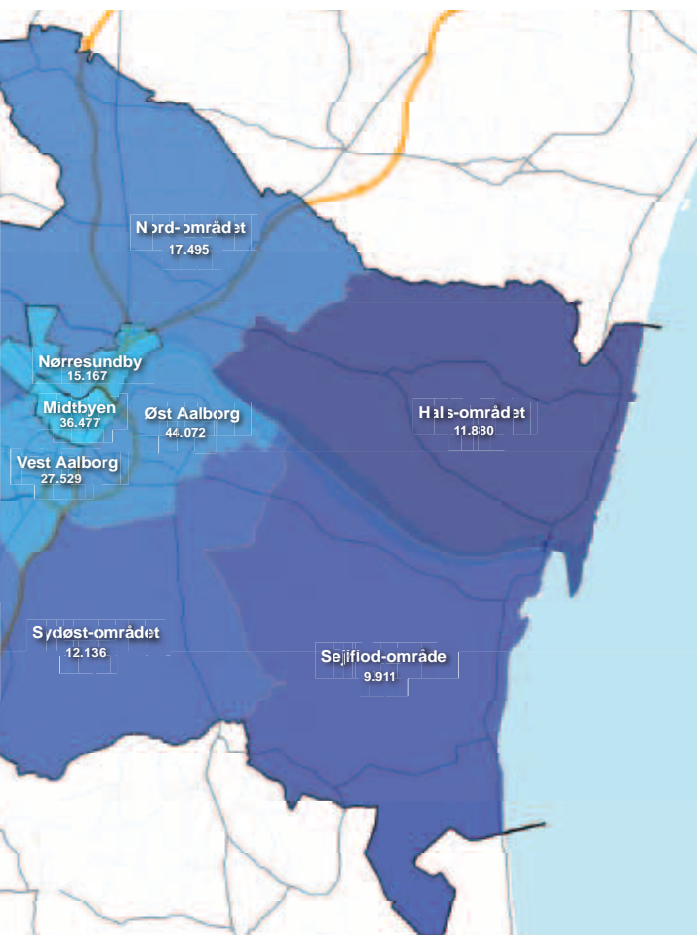 Nord-området
17.495
Nørresundby
15.167
Midtbyen
36.477
Øst Aalborg
44.072
Hals-området
11.880
Vest Aalborg
27.529
Sydøst-området
12.136
Sejlflod-område
9.911